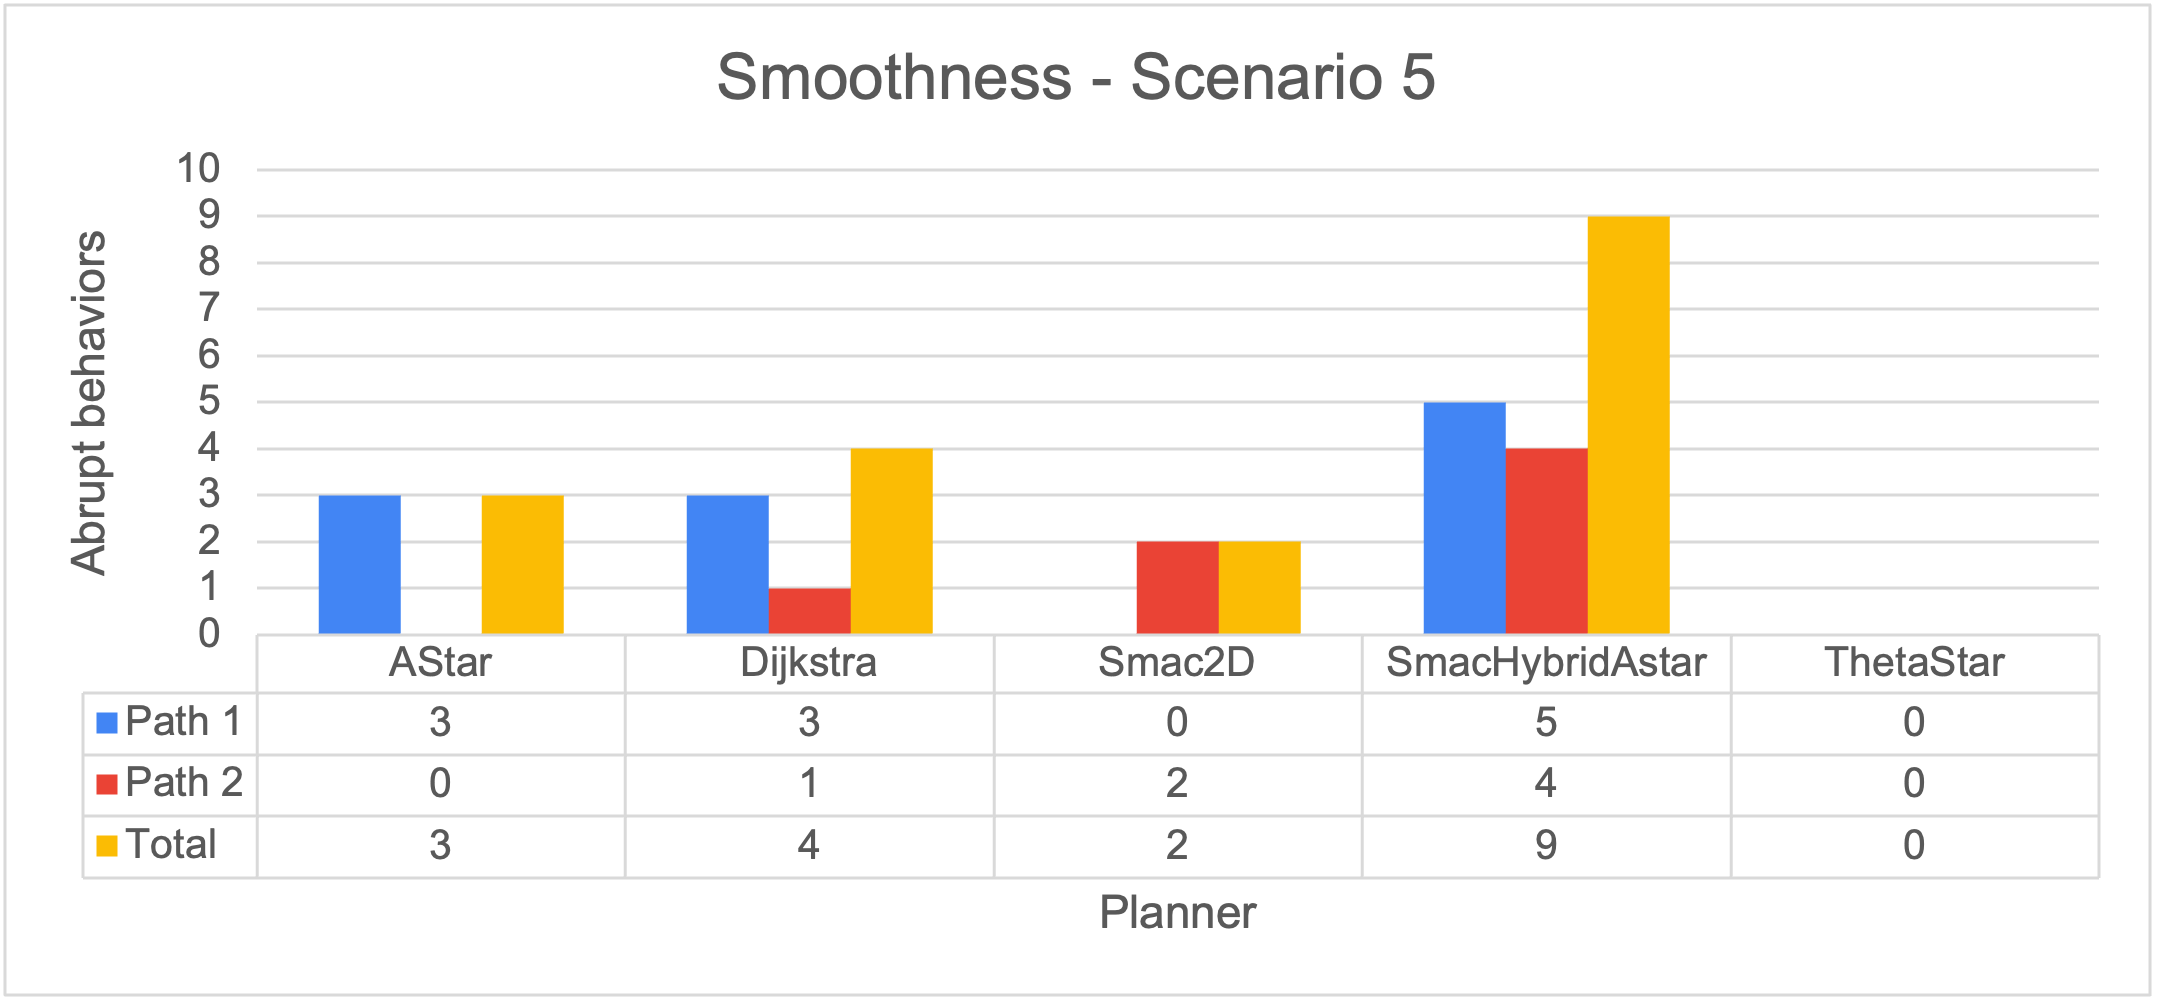 Smoothness - Scenario 5
Abrupt behaviors
10
9
8
7
6
5
4
3
2
1
0
AStar Dijkstra Smac2D SmacHybridAstar ThetaStar
Path 1 3 3 0 5 0
Path 2 0 1 2 4 0
Total 3 4 2 9 0
Planner